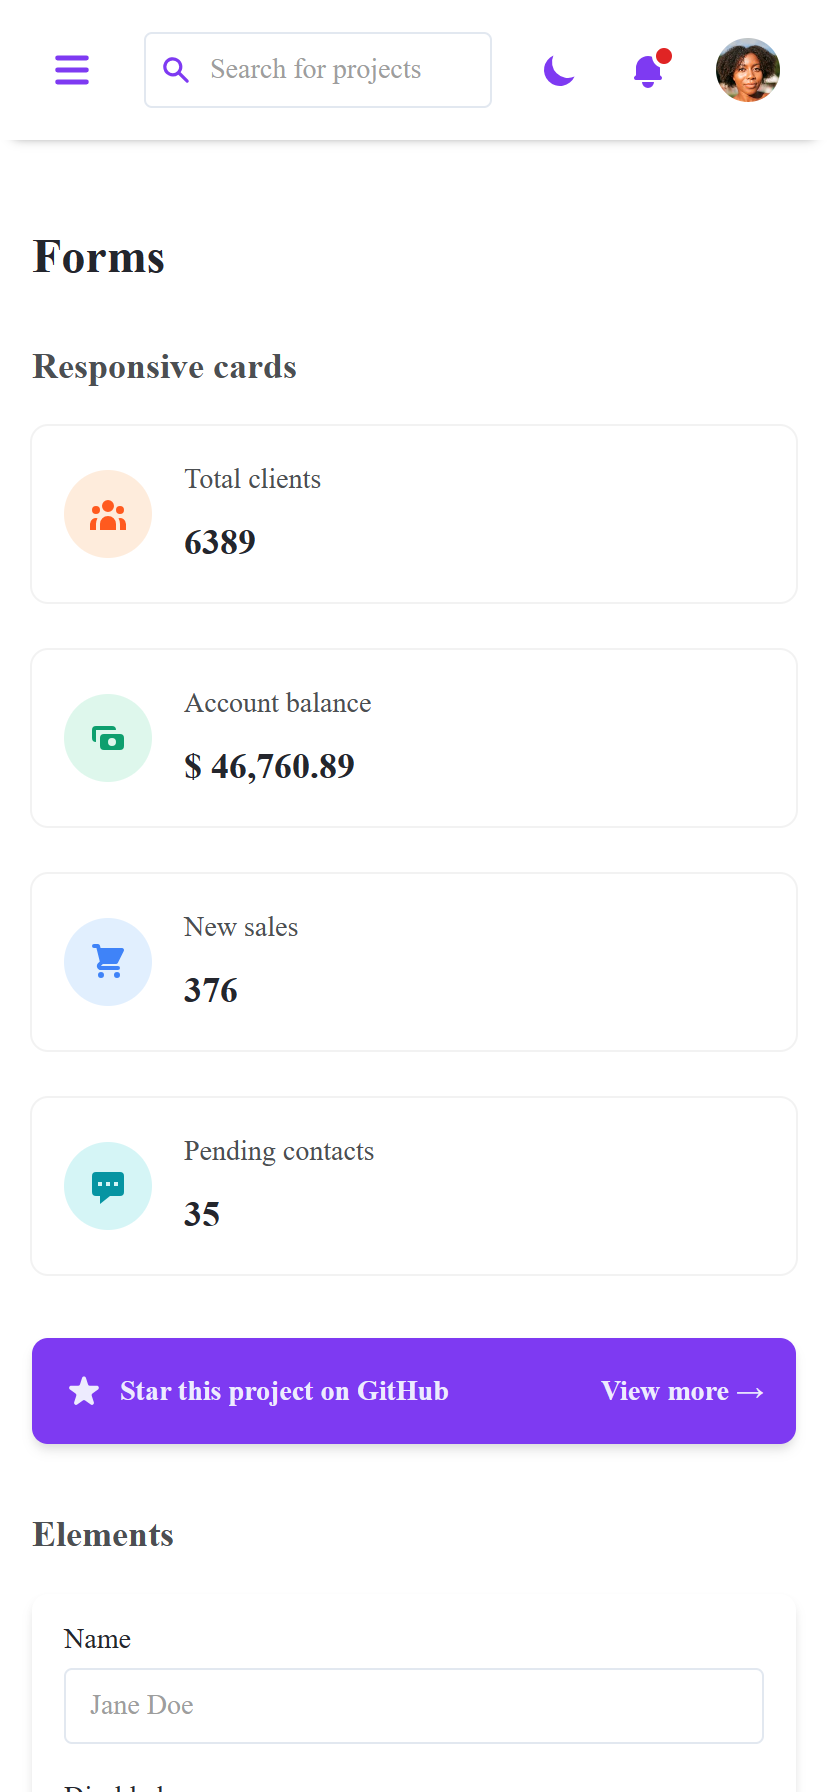 Search for projects
Forms
Responsive cards
Total clients
6389
Account balance
$ 46,760.89
New sales
376
Pending contacts
35
Star this project on GitHub
View more →
Elements
Name
Jane Doe